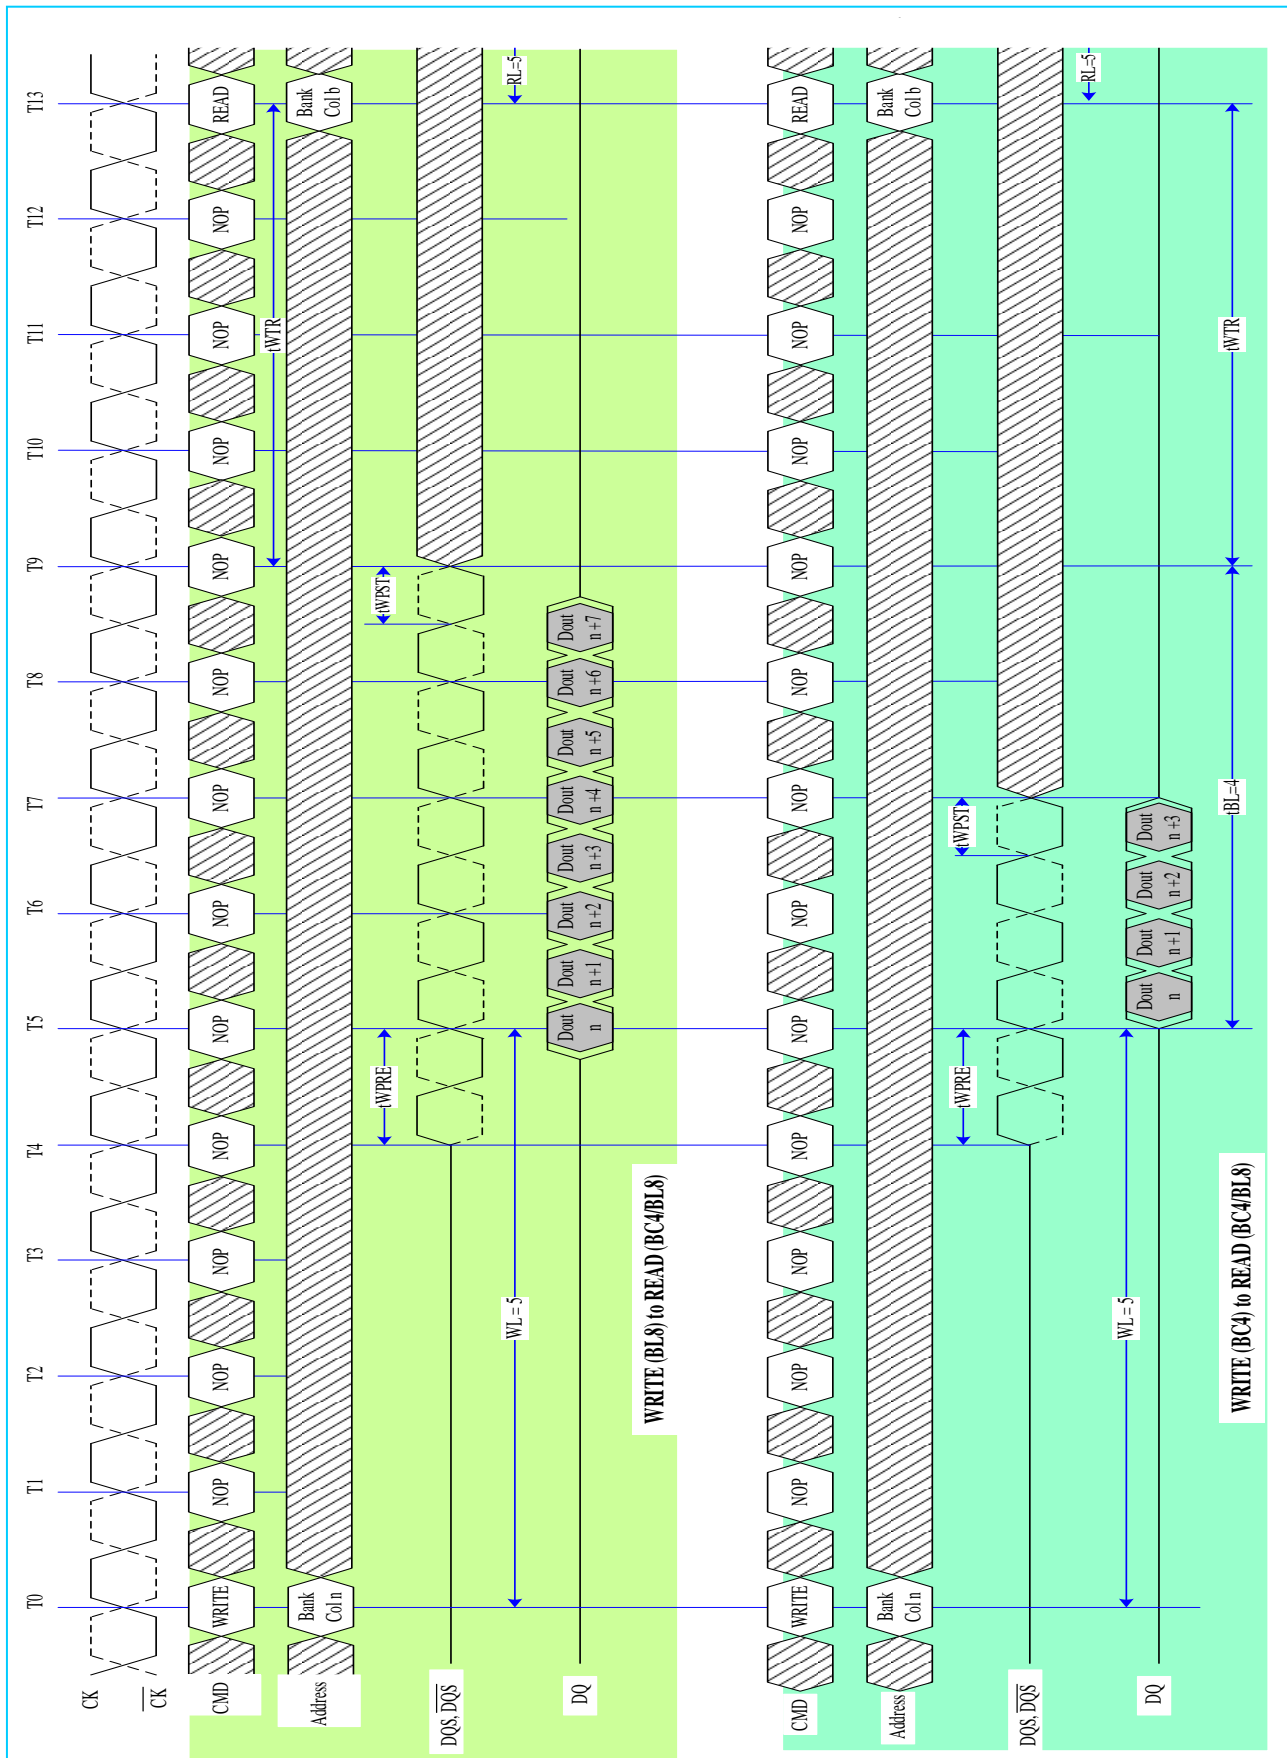 T0 T1 T2 T3 T4 T5 T6 T7 T8 T9 T10 T11 T12 T13
CK
CK
CMD WRITE NOP NOP NOP NOP NOP NOP NOP NOP NOP NOP NOP NOP READ
tWTR
Address Bank Col n Bank Col b
tWPRE tWPST
DQS, DQS
WL = 5 RL=5
DQ Dout n Dout n+1 Dout n+2 Dout n+3 Dout n+4 Dout n+5 Dout n+6 Dout n+7
WRITE (BL8) to READ (BC4/BL8)
CMD WRITE NOP NOP NOP NOP NOP NOP NOP NOP NOP NOP NOP NOP READ
Address Bank Col n Bank Col b
tWPRE tWPST
DQS, DQS
RL=5
WL = 5
DQ Dout n Dout n+1 Dout n+2 Dout n+3
tBL=4 tWTR
WRITE (BC4) to READ (BC4/BL8)